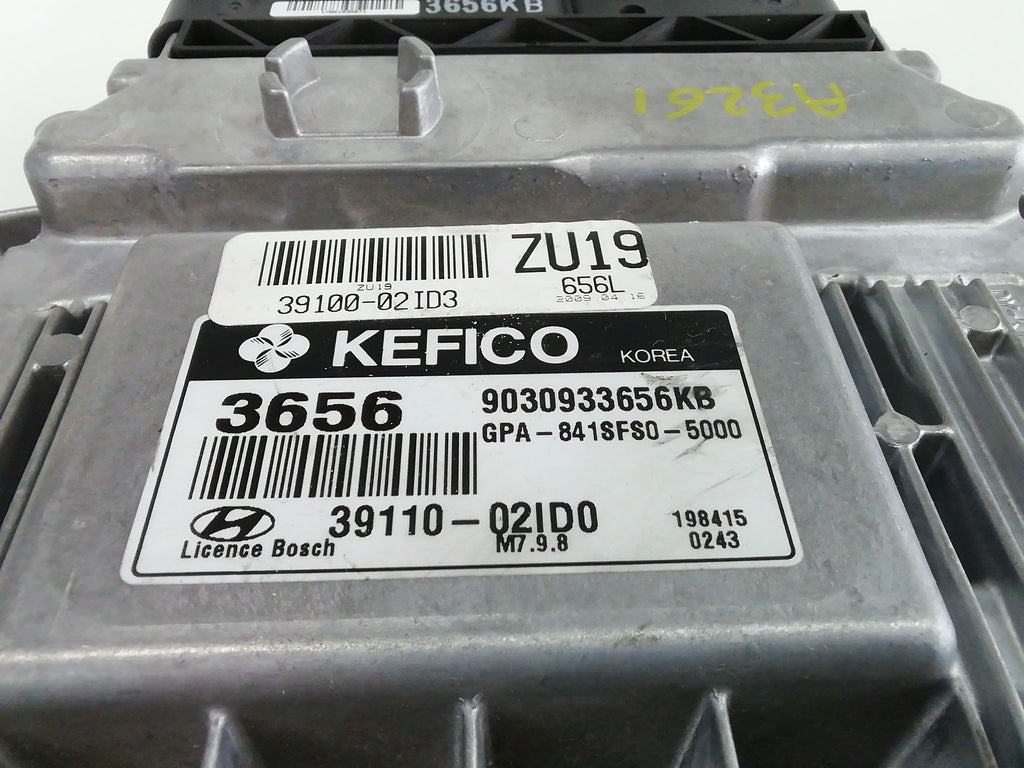 3656KB
A3261
ZU19
ZU19
39100-02ID3
656L
2009.04.16
KEFICO KOREA
3656
9030933656KB
GPA-841SFS0-5000
39110-02ID0
M7.9.8
198415
0243
Licence Bosch